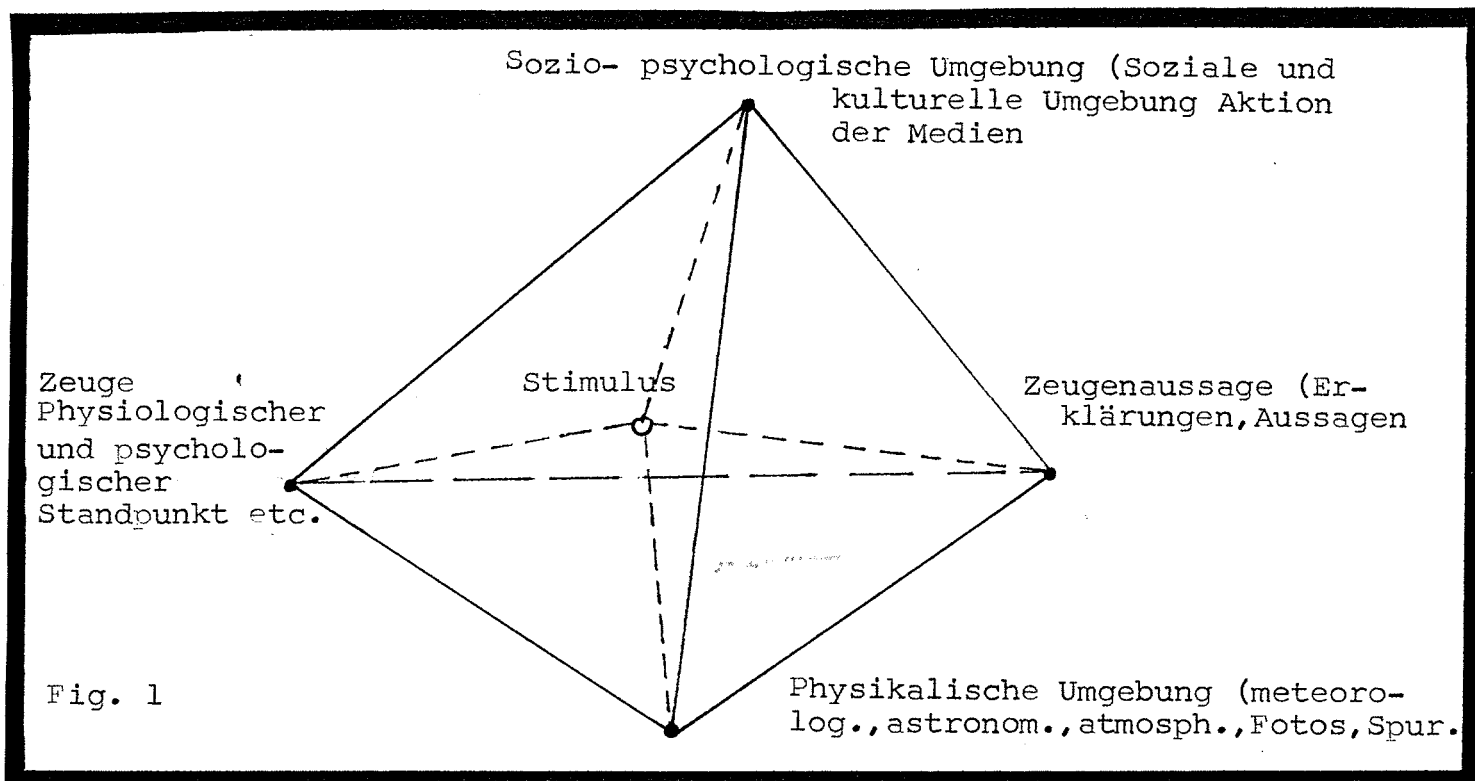 Sozio- psychologische Umgebung (Soziale und
kulturelle Umgebung Aktion
der Medien
Zeuge
Physiologischer
und psycholo-
gischer
Standpunkt etc.
Stimulus
Zeugenaussage (Er-
klärungen,Aussagen
Fig. 1
Physikalische Umgebung (meteoro-
log.,astronom.,atmosph.,Fotos,Spur.